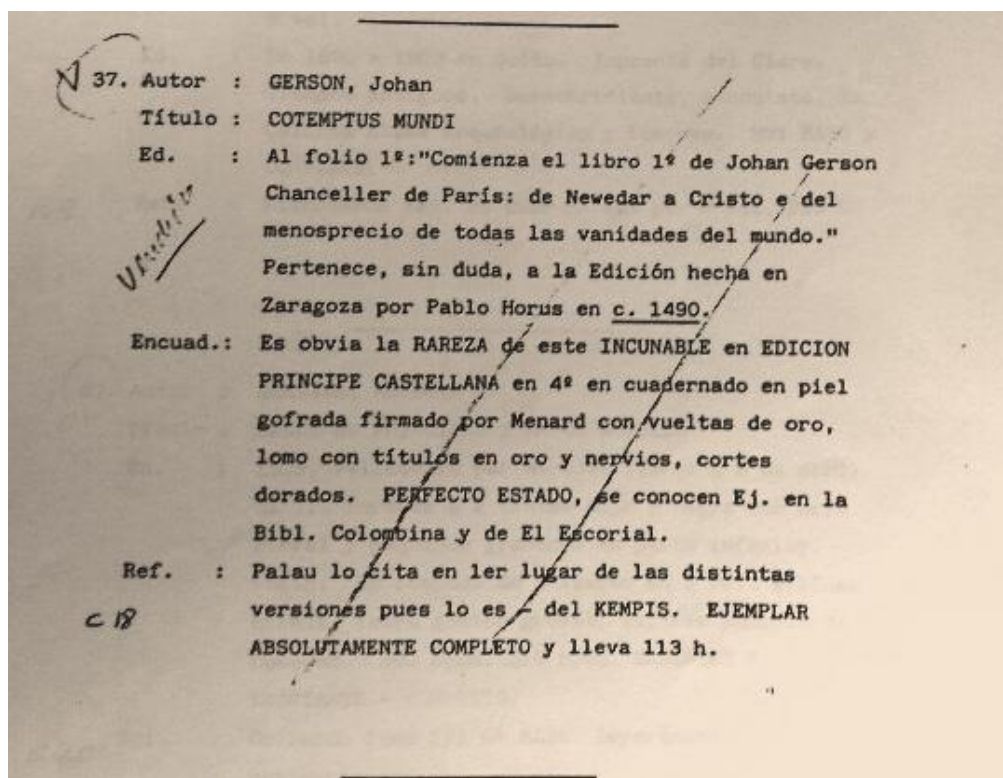 V 37. Autor : GERSON, Johan
Título : COTEMPTUS MUNDI
Ed. : Al folio 1º:"Comienza el libro 1º de Johan Gerson
Chanceller de París: de Newedar a Cristo e del
menosprecio de todas las vanidades del mundo."
Pertenece, sin duda, a la Edición hecha en
Zaragoza por Pablo Horus en c. 1490.
Encuad.: Es obvia la RAREZA de este INCUNABLE en EDICION
PRINCIPE CASTELLANA en 4º en cuadernado en piel
gofrada firmado por Menard con vueltas de oro,
lomo con títulos en oro y nervios, cortes
dorados. PERFECTO ESTADO, se conocen Ej. en la
Bibl. Colombina y de El Escorial.
Ref. : Palau lo cita en ler lugar de las distintas
versiones pues lo es - del KEMPIS. EJEMPLAR
C 18
ABSOLUTAMENTE COMPLETO y lleva 113 h.